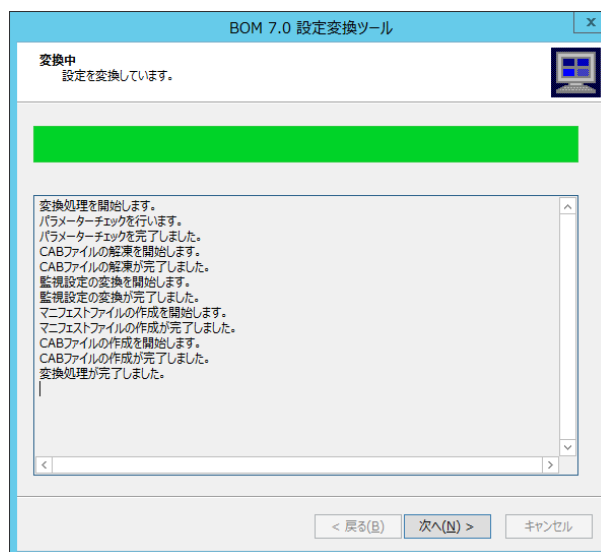 BOM 7.0 設定変換ツール
x
変換中
設定を変換しています。
変換処理を開始します。
パラメーターチェックを行います。
パラメーターチェックを完了しました。
CABファイルの解凍を開始します。
CABファイルの解凍が完了しました。
監視設定の変換を開始します。
監視設定の変換が完了しました。
マニフェストファイルの作成を開始します。
マニフェストファイルの作成が完了しました。
CABファイルの作成を開始します。
CABファイルの作成が完了しました。
変換処理が完了しました。
< 戻る(B) 次へ(N) > キャンセル